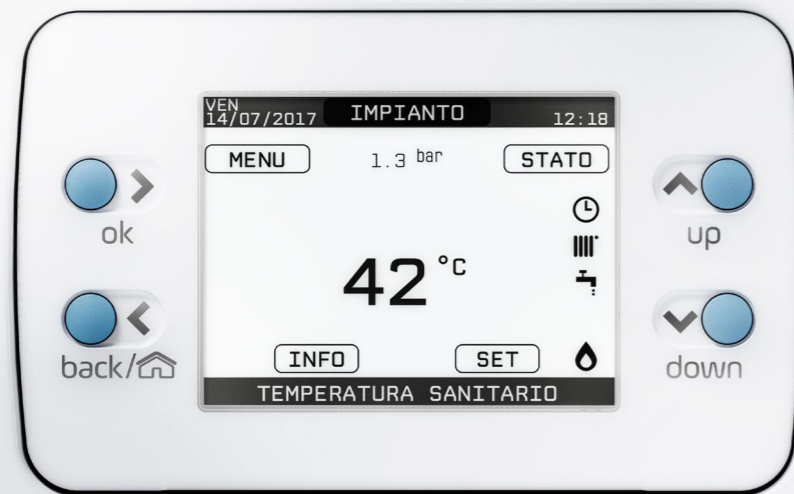 VEN
14/07/2017 IMPIANTO 12:18
MENU 1.3 bar STATO
ok
up
42 °C
INFO SET
back/
down
TEMPERATURA SANITARIO